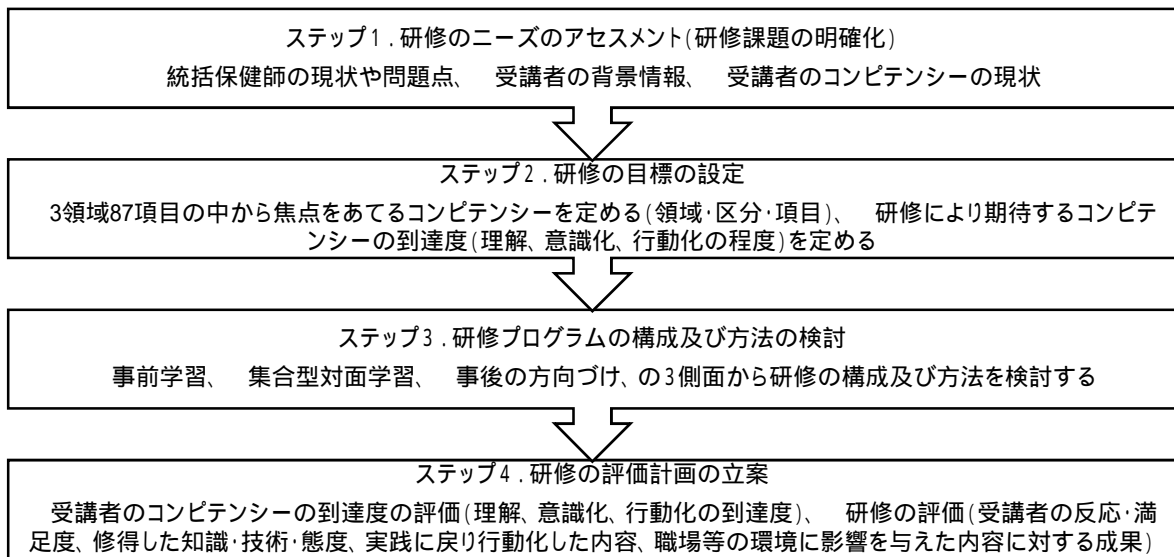 ステップ1.研修のニーズのアセスメント(研修課題の明確化)
統括保健師の現状や問題点、 受講者の背景情報、 受講者のコンピテンシーの現状
ステップ2.研修の目標の設定
3領域87項目の中から焦点をあてるコンピテンシーを定める(領域・区分・項目)、 研修により期待するコンピテ
ンシーの到達度(理解、意識化、行動化の程度)を定める
ステップ3.研修プログラムの構成及び方法の検討
事前学習、 集合型対面学習、 事後の方向づけ、の3側面から研修の構成及び方法を検討する
ステップ4.研修の評価計画の立案
受講者のコンピテンシーの到達度の評価(理解、意識化、行動化の到達度)、 研修の評価(受講者の反応・満
足度、修得した知識・技術・態度、実践に戻り行動化した内容、職場等の環境に影響を与えた内容に対する成果)